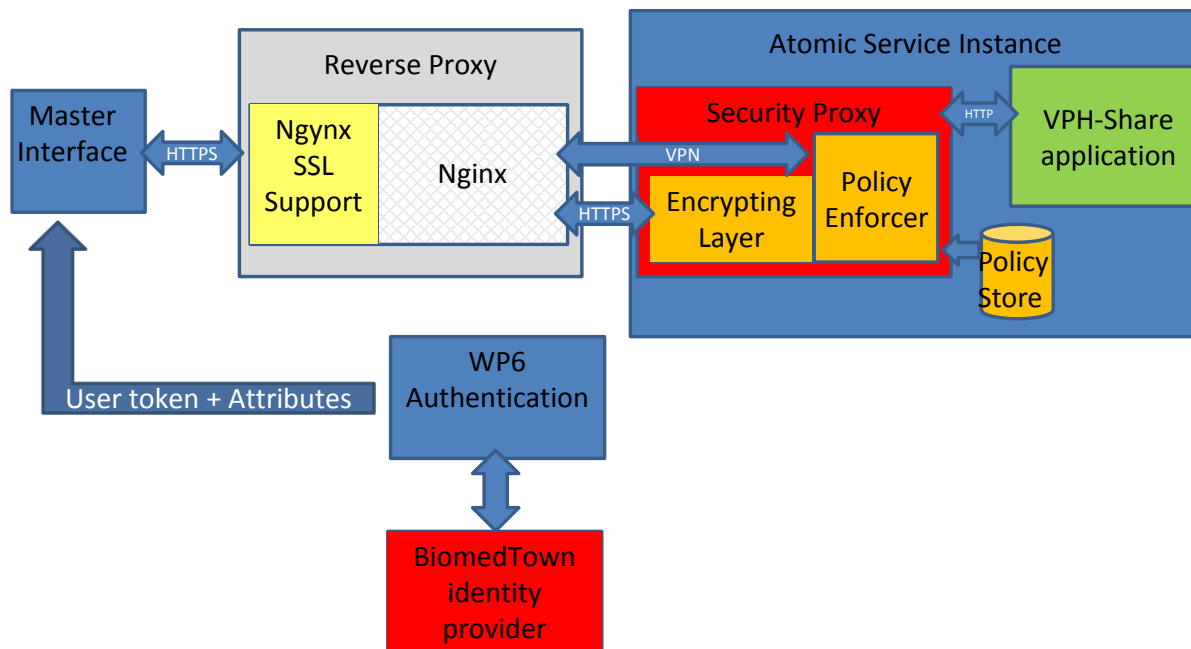 Master
Interface
HTTPS
Reverse Proxy
Ngynx
SSL
Support
Nginx
VPN
HTTPS
Atomic Service Instance
Security Proxy
Encrypting
Layer
Policy
Enforcer
HTTP
VPH-Share
application
Policy
Store
User token + Attributes
WP6
Authentication
BiomedTown
identity
provider